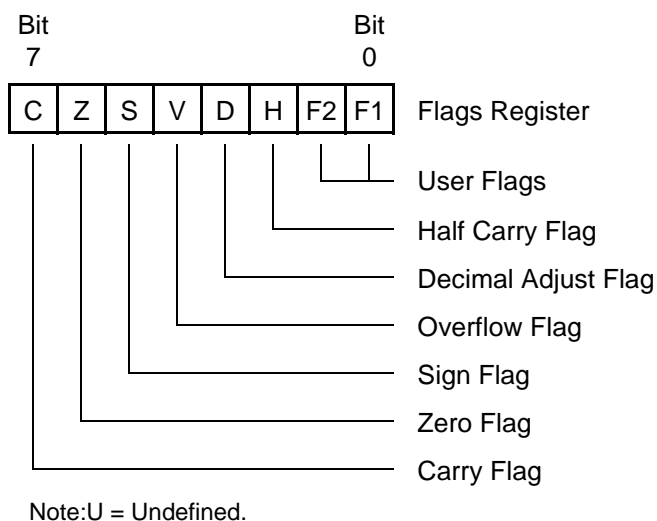 Bit Bit
7 0
C Z S V D H F2 F1 Flags Register
User Flags
Half Carry Flag
Decimal Adjust Flag
Overflow Flag
Sign Flag
Zero Flag
Carry Flag
Note:U = Undefined.